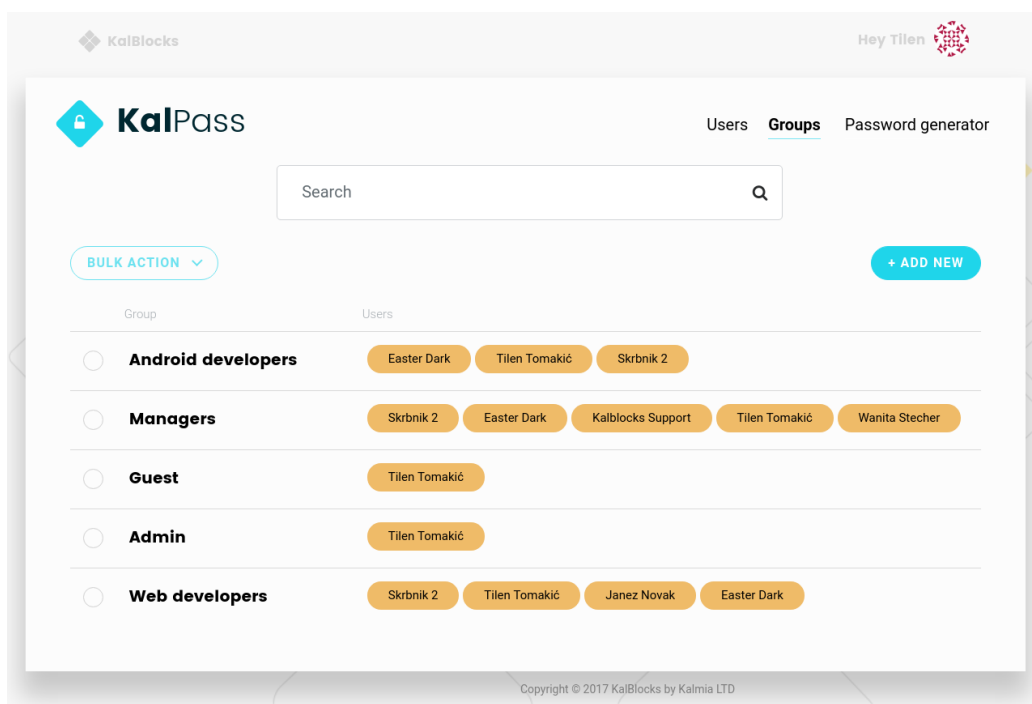 KalBlocks Hey Tilen
KalPass
Users Groups Password generator
Search
BULK ACTION + ADD NEW
Group Users
Android developers Easter Dark Tilen Tomakić Skrbnik 2
Managers Skrbnik 2 Easter Dark Kalblocks Support Tilen Tomakić Wanita Stecher
Guest Tilen Tomakić
Admin Tilen Tomakić
Web developers Skrbnik 2 Tilen Tomakić Janez Novak Easter Dark
Copyright © 2017 KalBlocks by Kalmia LTD